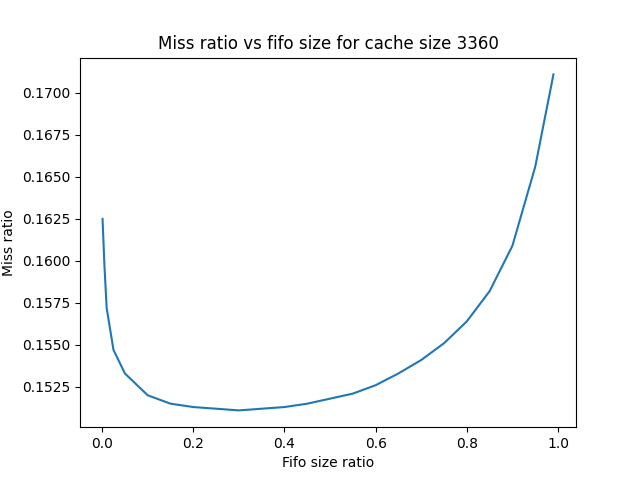 Miss ratio vs fifo size for cache size 3360
Miss ratio
0.1700
0.1675
0.1650
0.1625
0.1600
0.1575
0.1550
0.1525
0.0 0.2 0.4 0.6 0.8 1.0
Fifo size ratio